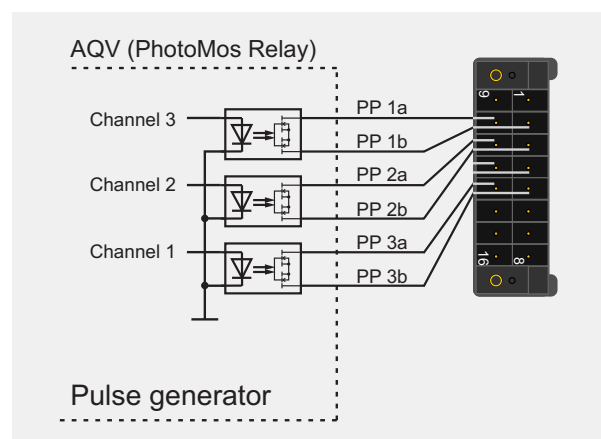 AQV (PhotoMos Relay)
Channel 3
PP 1a
PP 1b
Channel 2
PP 2a
PP 2b
Channel 1
PP 3a
PP 3b
9 1
16 8
Pulse generator